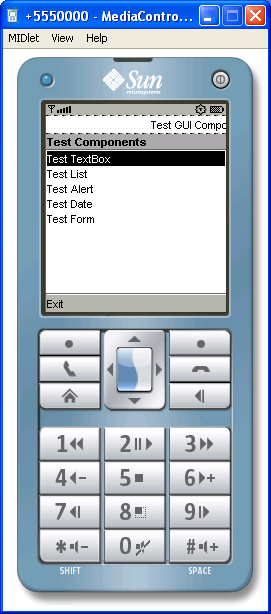 +5550000 - MediaContro...
MIDlet View Help
Sun
microsystems
Test GUI Compo
Test Components
Test TextBox
Test List
Test Alert
Test Date
Test Form
Exit
1 2 3
4 - 5 6 +
7 8 9
* - 0 # +
SHIFT SPACE